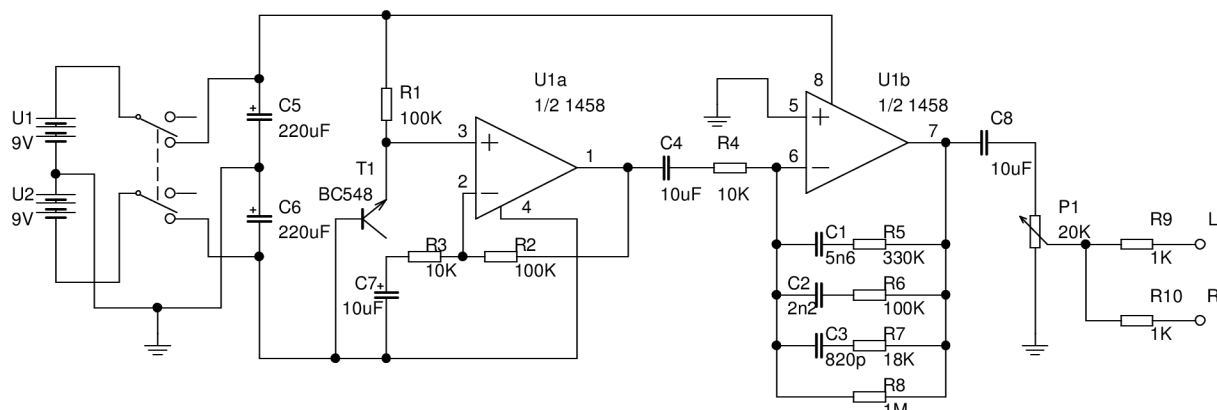 U1
9V
U2
9V
C5
220uF
C6
220uF
R1
100K
T1
BC548
C7
+
10uF
R3
10K
R2
100K
U1a
1/2 1458
3
2
1
4
C4
10uF
R4
10K
U1b
1/2 1458
8
5
6
7
C1
5n6
R5
330K
C2
2n2
R6
100K
C3
820p
R7
18K
R8
1M
C8
10uF
P1
20K
R9
1K
L
R10
1K
R